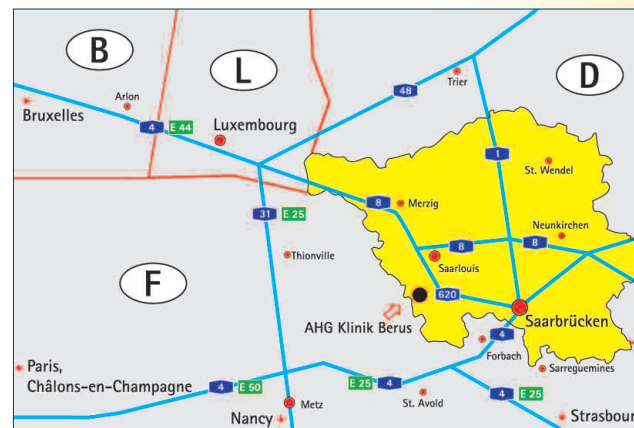 B
L
D
Arlon
Bruxelles
4
E 44
Luxembourg
48
Trier
1
St. Wendel
8
Merzig
31
E 25
Neunkirchen
8
8
Thionville
Saarlouis
F
620
AHG Klinik Berus
Saarbrücken
4
Forbach
Paris,
Châlons-en-Champagne
Sarreguemines
4
E 50
E 25
4
St. Avold
4
E 25
Metz
Nancy
Strasbour